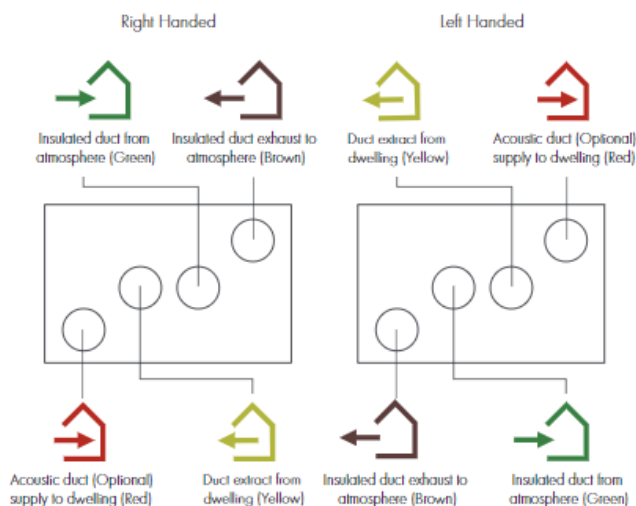 Right Handed
Left Handed
Insulated duct from
atmosphere (Green)
Insulated duct exhaust to
atmosphere (Brown)
Duct extract from
dwelling (Yellow)
Acoustic duct (Optional)
supply to dwelling (Red)
Acoustic duct (Optional)
supply to dwelling (Red)
Duct extract from
dwelling (Yellow)
Insulated duct exhaust to
atmosphere (Brown)
Insulated duct from
atmosphere (Green)